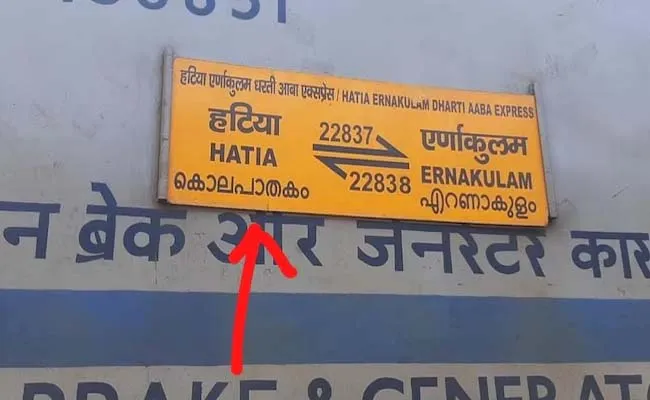 हटिया एर्णाकुलम धरती आबा एक्सप्रेस / HATIA ERNAKULAM DHARTI AABA EXPRESS
हटिया 22837 एर्णाकुलम
HATIA ERNAKULAM
കൊലപാതകം 22838 എറണാകുളം
न ब्रेक और जनरेटर कार
BRAKE & GENERATO